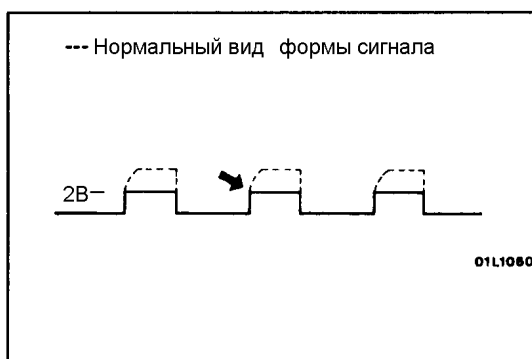 --- Нормальный вид формы сигнала
2В
01L1060